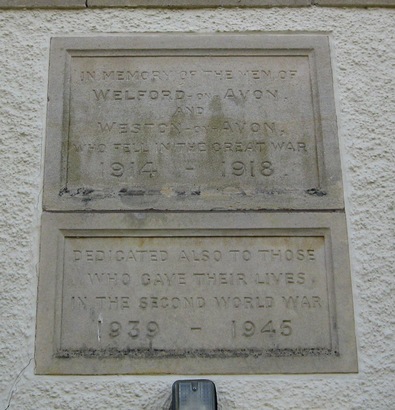 IN MEMORY OF THE MEN OF
WELFORD-ON-AVON
AND
WESTON-ON-AVON,
WHO FELL IN THE GREAT WAR
1914 - 1918.
DEDICATED ALSO TO THOSE
WHO GAVE THEIR LIVES
IN THE SECOND WORLD WAR
1939 - 1945